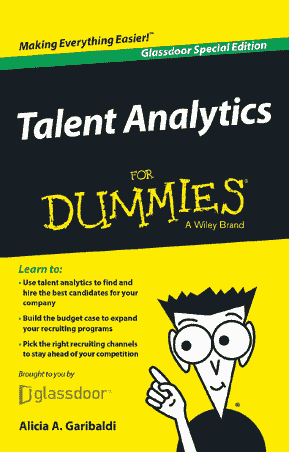 Making Everything Easier!™
Glassdoor Special Edition
Talent Analytics
FOR
DUMMIES®
A Wiley Brand
Learn to:
• Use talent analytics to find and
hire the best candidates for your
company
• Build the budget case to expand
your recruiting programs
• Pick the right recruiting channels
to stay ahead of your competition
Brought to you by
glassdoor
Alicia A. Garibaldi